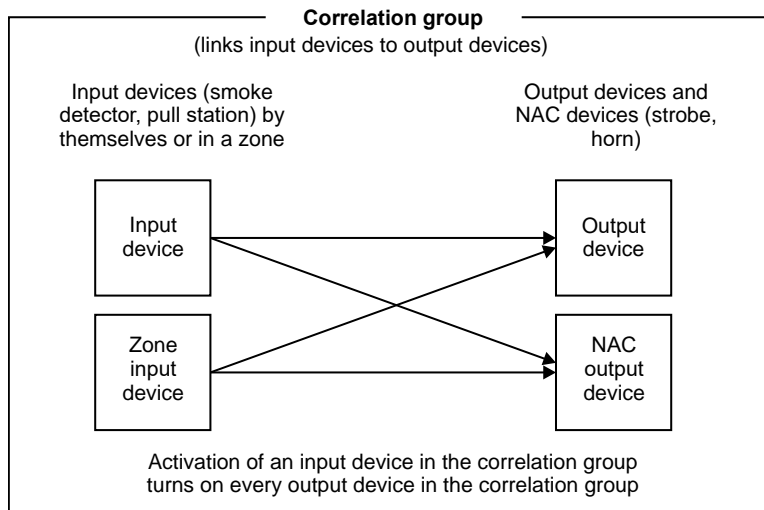 Correlation group
(links input devices to output devices)
Input devices (smoke
detector, pull station) by
themselves or in a zone
Output devices and
NAC devices (strobe,
horn)
Input
device
Output
device
Zone
input
device
NAC
output
device
Activation of an input device in the correlation group
turns on every output device in the correlation group